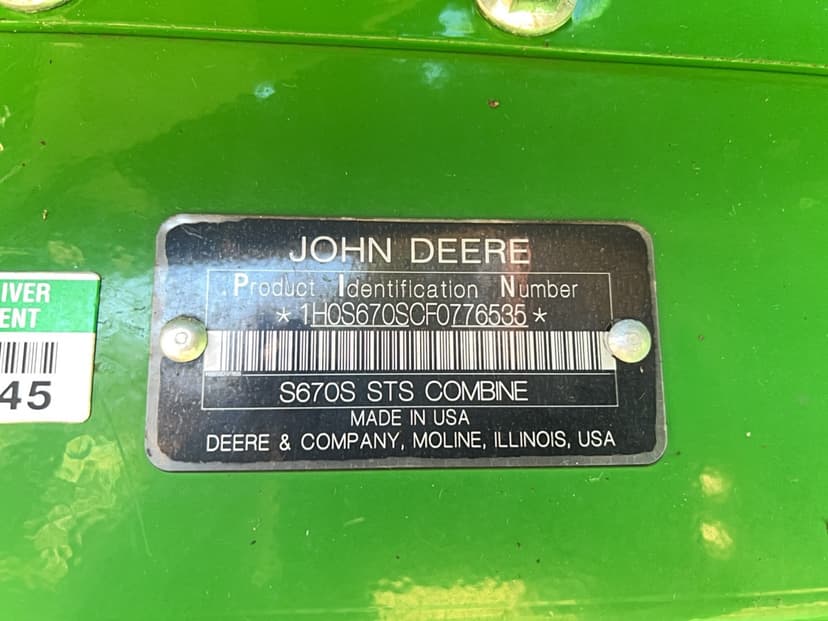 JOHN DEERE
Product Identification Number
* 1H0S670SCF0776535 *
S670S STS COMBINE
MADE IN USA
DEERE & COMPANY, MOLINE, ILLINOIS, USA
IVER
ENT
45